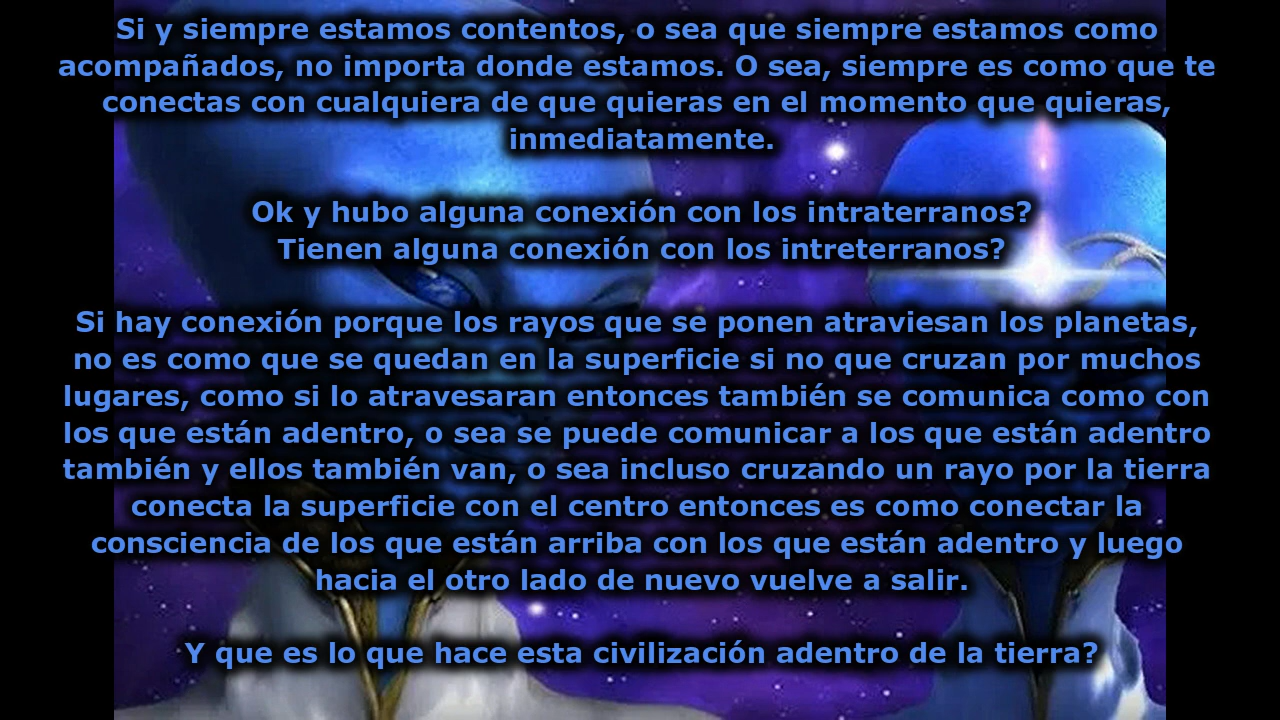 Si y siempre estamos contentos, o sea que siempre estamos como
acompañados, no importa donde estamos. O sea, siempre es como que te
conectas con cualquiera de que quieras en el momento que quieras,
inmediatamente.
Ok y hubo alguna conexión con los intraterranos?
Tienen alguna conexión con los intreterranos?
Si hay conexión porque los rayos que se ponen atraviesan los planetas,
no es como que se quedan en la superficie si no que cruzan por muchos
lugares, como si lo atravesaran entonces también se comunica como con
los que están adentro, o sea se puede comunicar a los que están adentro
también y ellos también van, o sea incluso cruzando un rayo por la tierra
conecta la superficie con el centro entonces es como conectar la
consciencia de los que están arriba con los que están adentro y luego
hacia el otro lado de nuevo vuelve a salir.
Y que es lo que hace esta civilización adentro de la tierra?